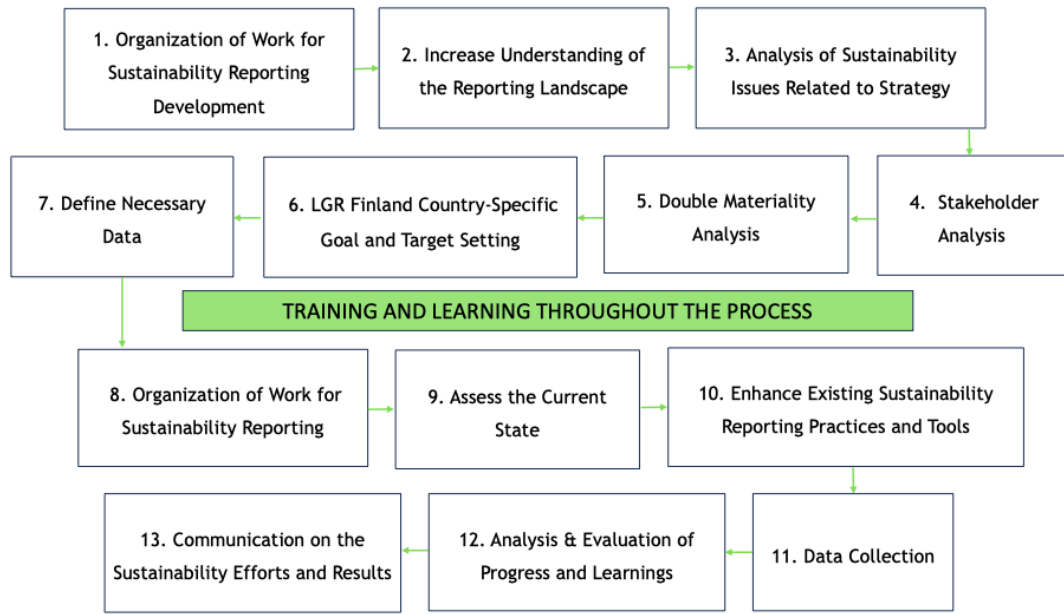 1. Organization of Work for
Sustainability Reporting
Development
2. Increase Understanding of
the Reporting Landscape
3. Analysis of Sustainability
Issues Related to Strategy
4. Stakeholder
Analysis
5. Double Materiality
Analysis
6. LGR Finland Country-Specific
Goal and Target Setting
7. Define Necessary
Data
TRAINING AND LEARNING THROUGHOUT THE PROCESS
8. Organization of Work for
Sustainability Reporting
9. Assess the Current
State
10. Enhance Existing Sustainability
Reporting Practices and Tools
11. Data Collection
12. Analysis & Evaluation of
Progress and Learnings
13. Communication on the
Sustainability Efforts and Results